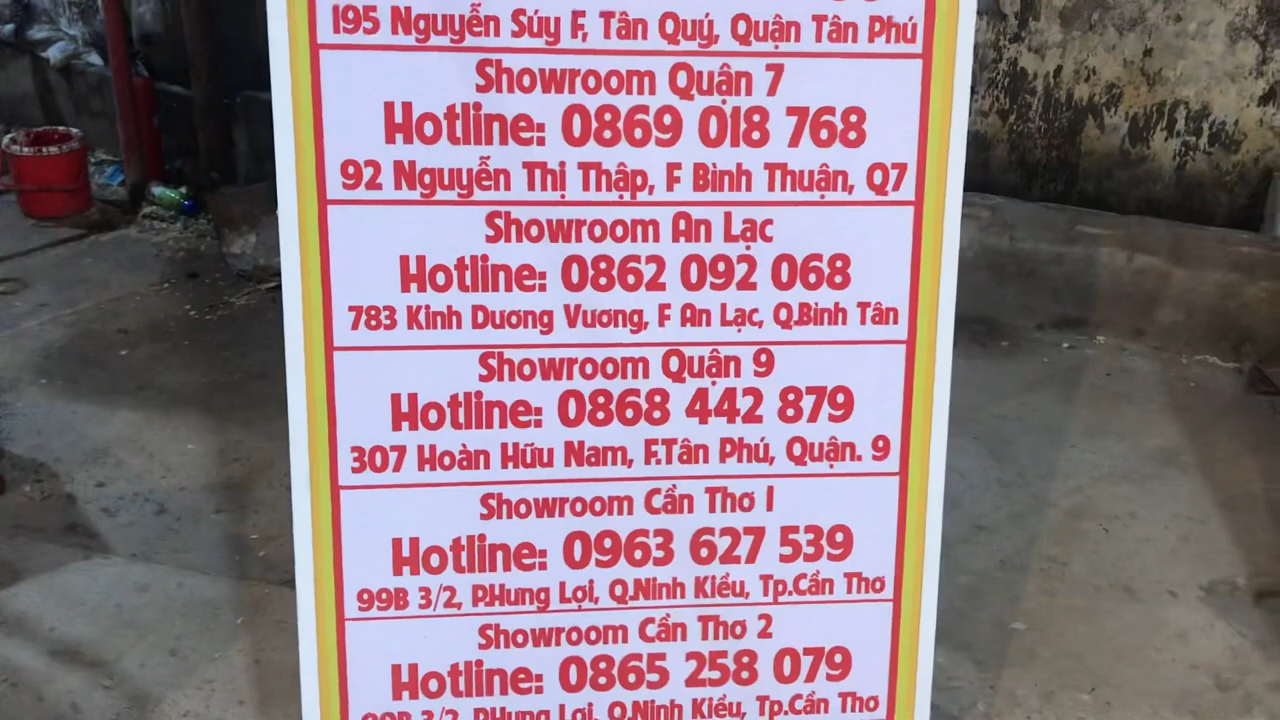 195 Nguyễn Súy F, Tân Quý, Quận Tân Phú
Showroom Quận 7
Hotline: 0869 018 768
92 Nguyễn Thị Thập, F Bình Thuận, Q7
Showroom An Lạc
Hotline: 0862 092 068
783 Kinh Dương Vương, F An Lạc, Q.Bình Tân
Showroom Quận 9
Hotline: 0868 442 879
307 Hoàn Hữu Nam, F.Tân Phú, Quận. 9
Showroom Cần Thơ 1
Hotline: 0963 627 539
99B 3/2, P.Hưng Lợi, Q.Ninh Kiều, Tp.Cần Thơ
Showroom Cần Thơ 2
Hotline: 0865 258 079
99B 3/2, P.Hưng Lợi, Q.Ninh Kiều, Tp.Cần Thơ